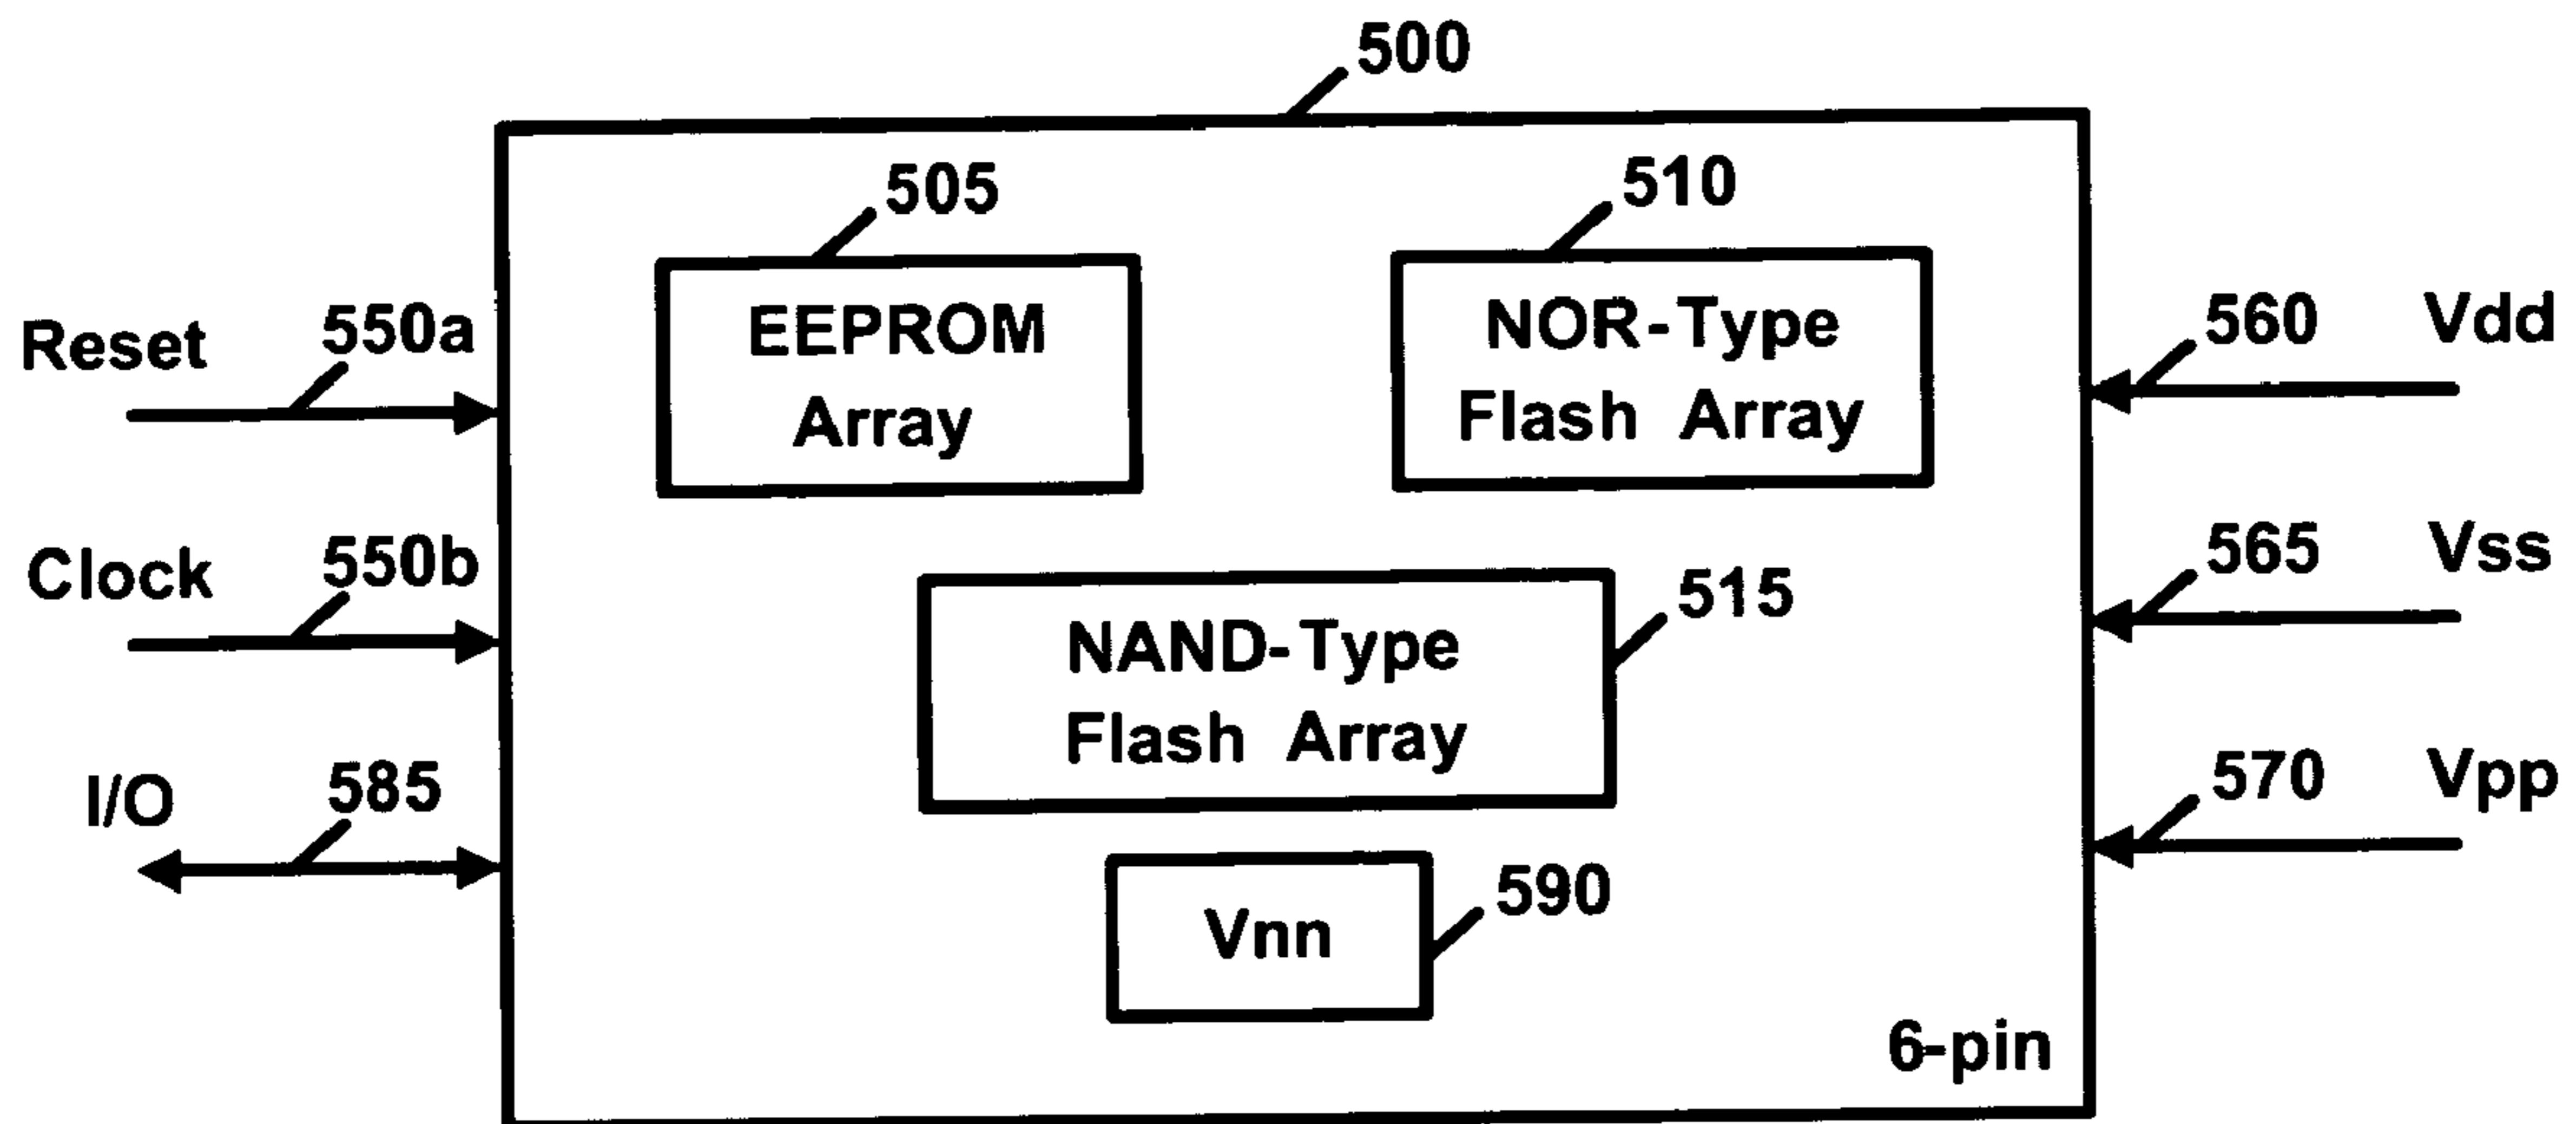 500
505
510
EEPROM
Array
NOR-Type
Flash Array
Reset
550a
560
Vdd
Clock
550b
565
Vss
NAND-Type
Flash Array
515
I/O
585
570
Vpp
Vnn
590
6-pin